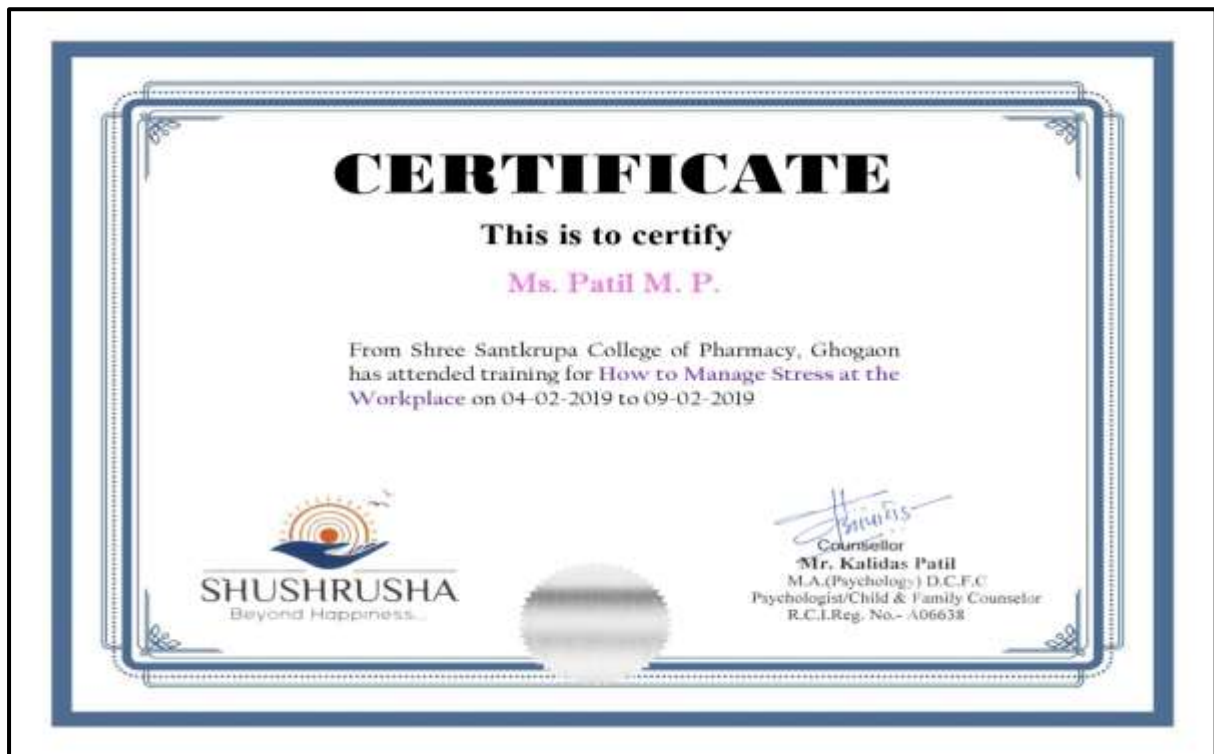 CERTIFICATE
This is to certify
Ms. Patil M. P.
From Shree Santkrupa College of Pharmacy, Ghogaon
has attended training for How to Manage Stress at the
Workplace on 04-02-2019 to 09-02-2019
SHUSHRUSHA
Beyond Happiness...
Counsellor
Mr. Kalidas Patil
M.A.(Psychology) D.C.F.C
Psychologist/Child & Family Counselor
R.C.I.Reg. No.- A06638